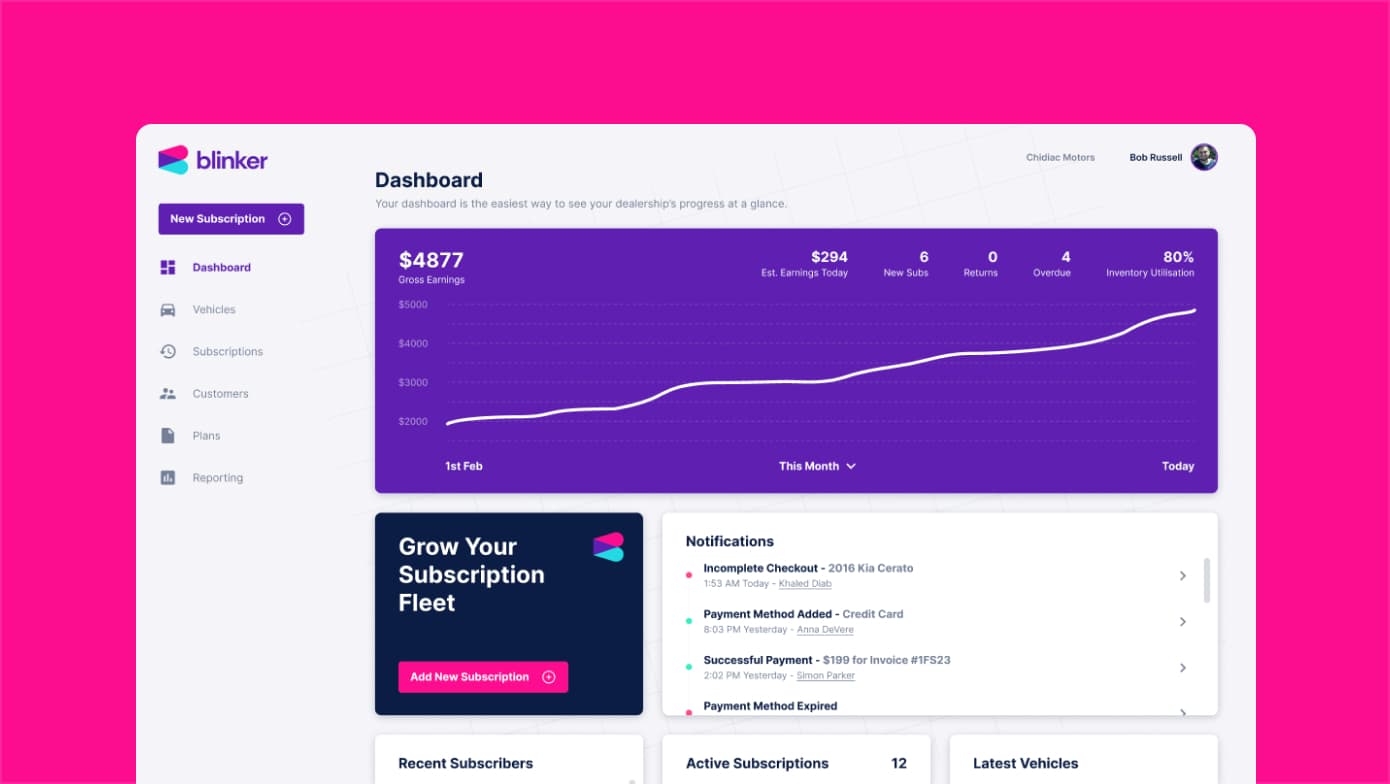 blinker
Chidiac Motors
Bob Russell
New Subscription
Dashboard
Vehicles
Subscriptions
Customers
Plans
Reporting
Dashboard
Your dashboard is the easiest way to see your dealership's progress at a glance.
$4877
Gross Earnings
$294
Est. Earnings Today
6
New Subs
0
Returns
4
Overdue
80%
Inventory Utilisation
$5000
$4000
$3000
$2000
1st Feb
This Month
Today
Grow Your
Subscription
Fleet
Add New Subscription
Notifications
Incomplete Checkout - 2016 Kia Cerato
1:53 AM Today - Khaled Diab
Payment Method Added - Credit Card
8:03 PM Yesterday - Anna DeVere
Successful Payment - $199 for Invoice #1FS23
2:02 PM Yesterday - Simon Parker
Payment Method Expired
Recent Subscribers
Active Subscriptions 12
Latest Vehicles